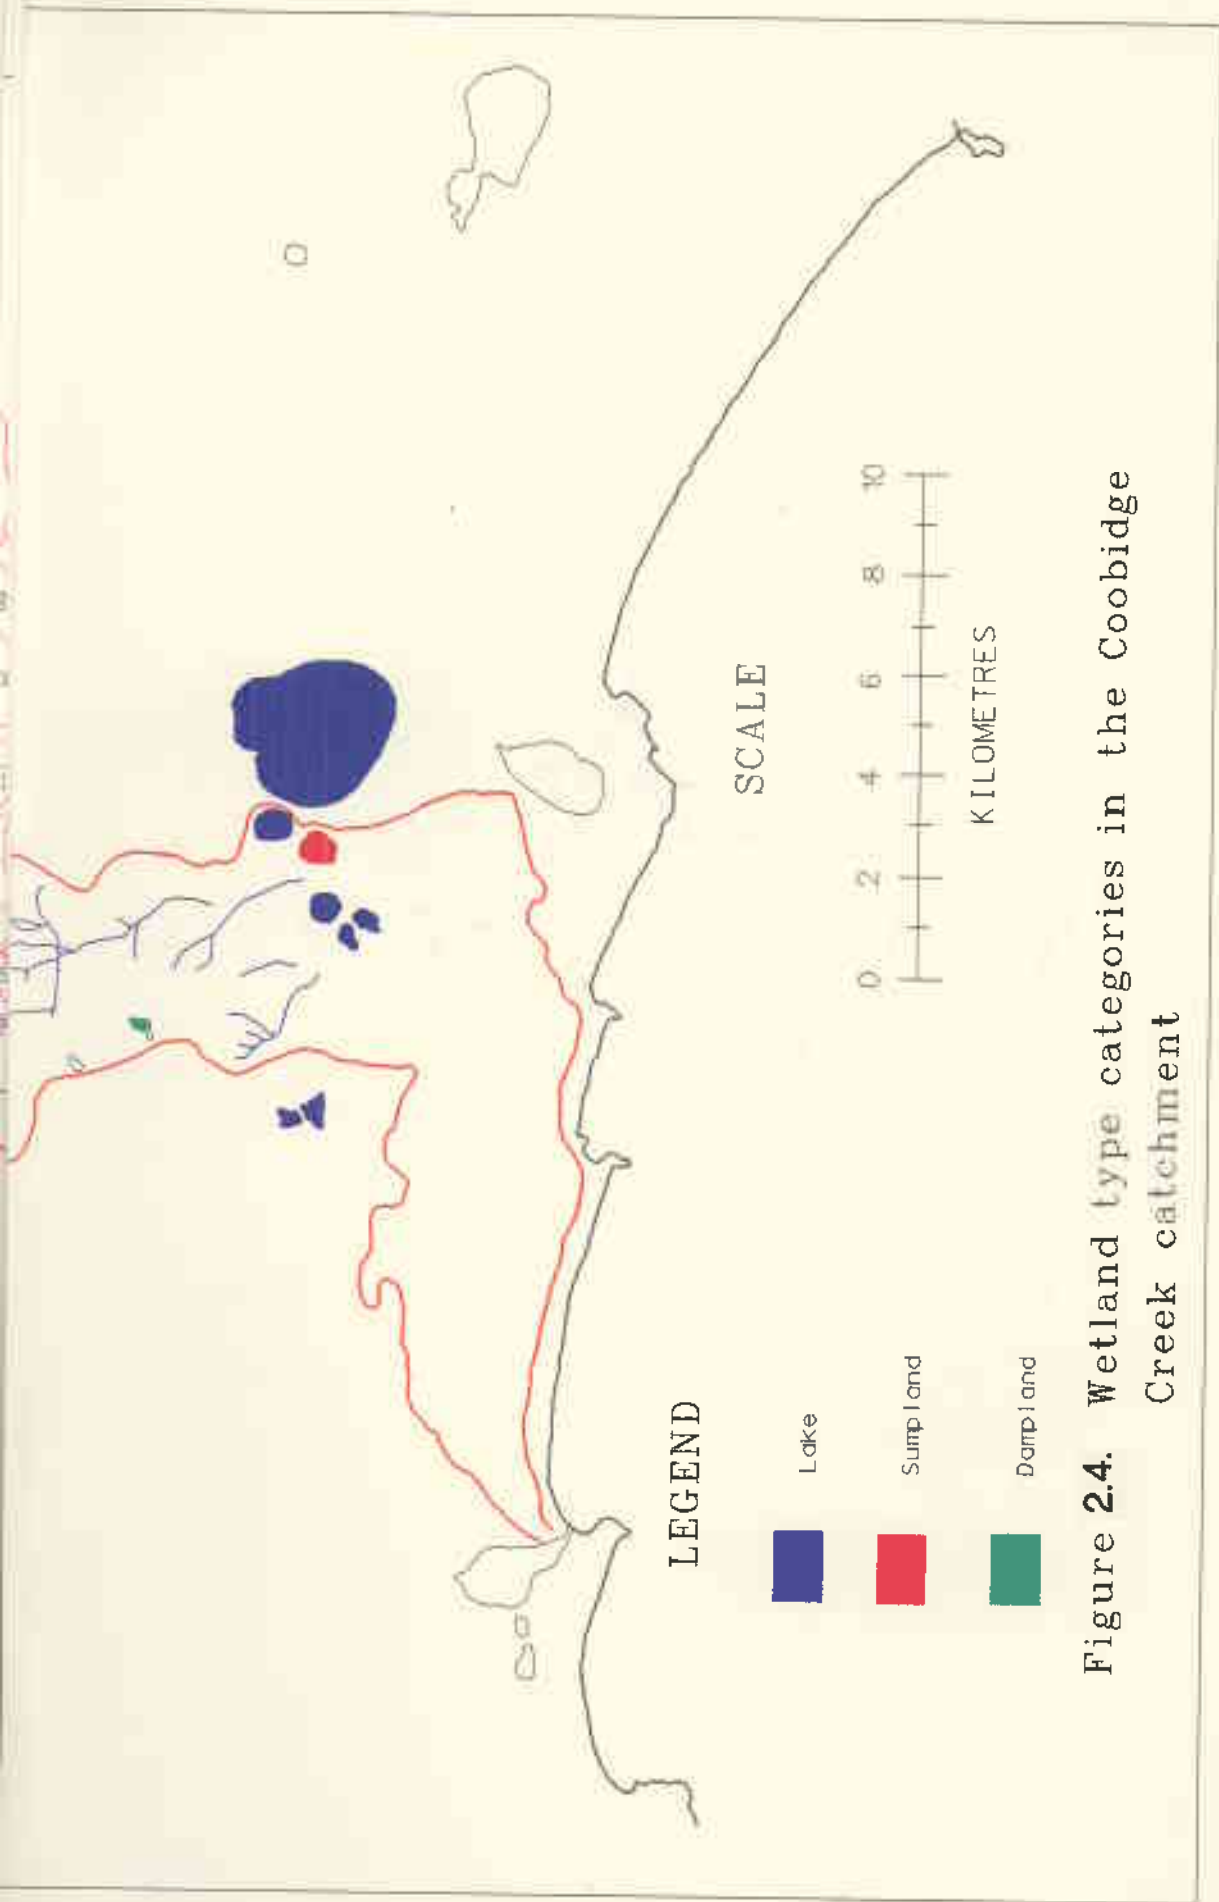 SCALE
0 2 4 6 8 10
KILOMETRES
LEGEND
Lake
Sumpland
Dampland
Figure 2.4. Wetland type categories in the Coobidge
Creek catchment